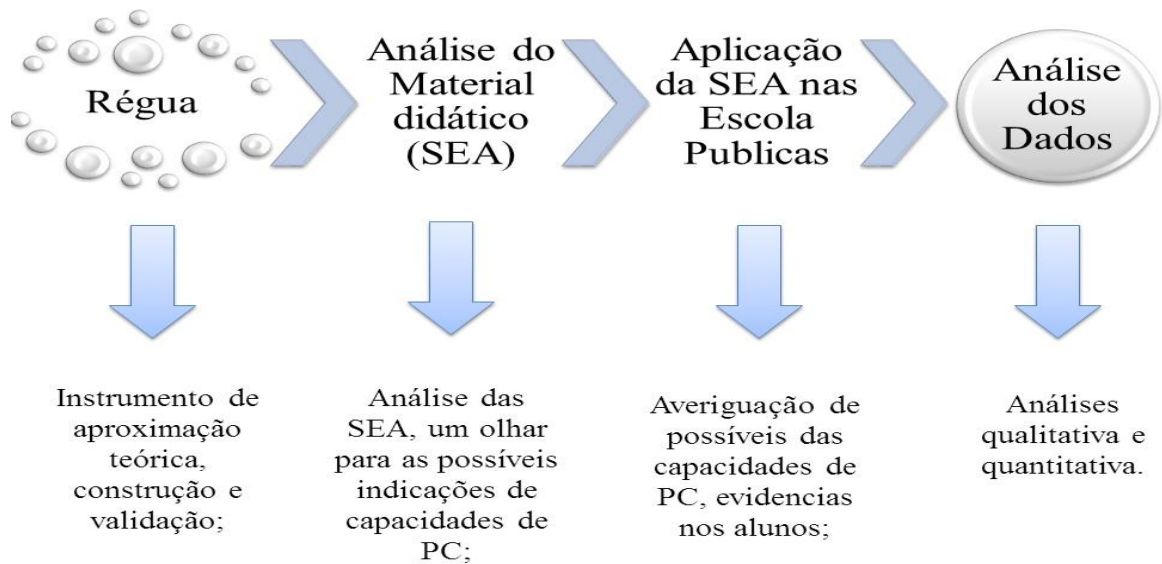 Régua
Análise do
Material
didático
(SEA)
Aplicação
da SEA nas
Escola
Publicas
Análise
dos
Dados
Instrumento de
aproximação
teórica,
construção e
validação;
Análise das
SEA, um olhar
para as possíveis
indicações de
capacidades de
PC;
Averiguação de
possíveis das
capacidades de
PC, evidencias
nos alunos;
Análises
qualitativa e
quantitativa.